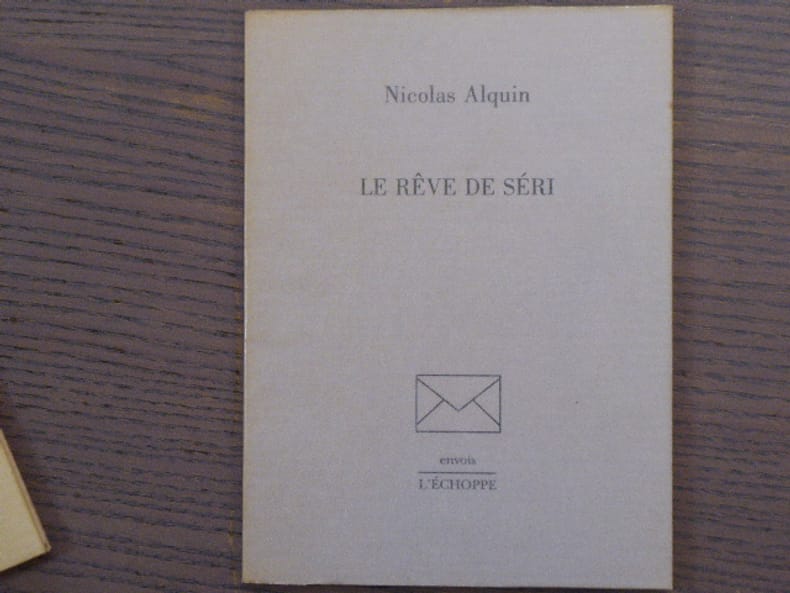 Nicolas Alquin
LE RÊVE DE SÉRI
envois
L'ÉCHOPPE